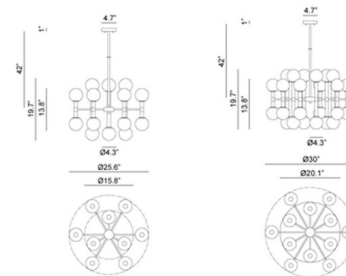 4.7"
1"
42"
19.7"
13.8"
Ø4.3"
Ø25.6"
Ø15.8"
4.7"
1"
42"
19.7"
13.8"
Ø4.3"
Ø30"
Ø20.1"